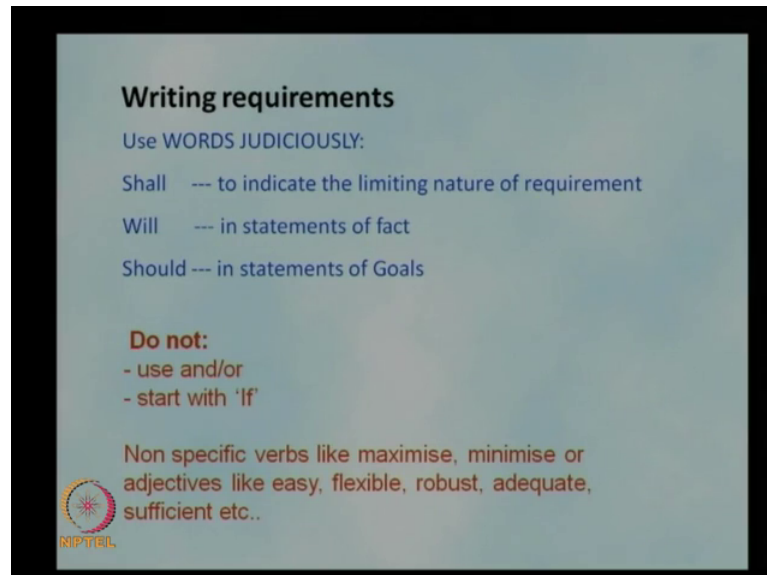 Writing requirements
Use WORDS JUDICIOUSLY:
Shall --- to indicate the limiting nature of requirement
Will --- in statements of fact
Should --- in statements of Goals
Do not:
- use and/or
- start with 'If'
Non specific verbs like maximise, minimise or
adjectives like easy, flexible, robust, adequate,
sufficient etc..
NPTEL